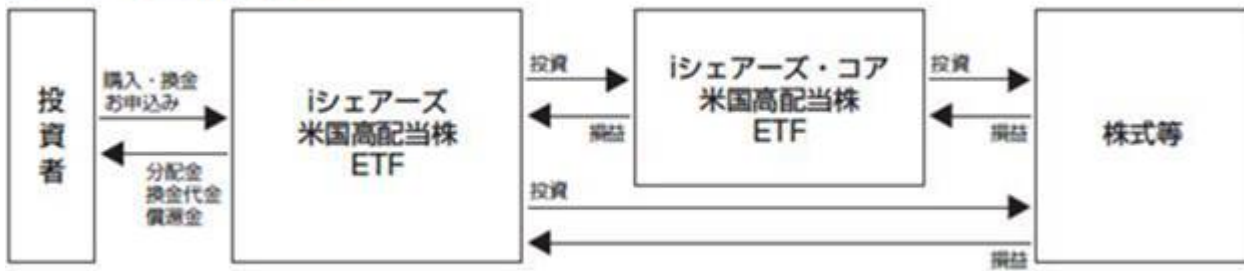 投資者
購入・換金
お申込み
分配金
換金代金
償還金
iシェアーズ
米国高配当株
ETF
投資
損益
iシェアーズ・コア
米国高配当株
ETF
投資
損益
株式等
投資
損益